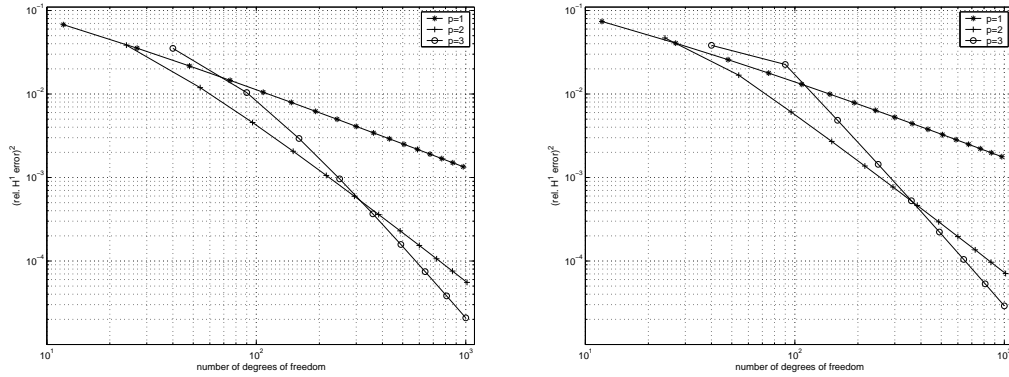 10^-1
10^-2
10^-3
10^-4
10^1
10^2
10^3
number of degrees of freedom
(rel. H^1 error)^2
p=1
p=2
p=3
10^-1
10^-2
10^-3
10^-4
10^1
10^2
10^3
number of degrees of freedom
(rel. H^1 error)^2
p=1
p=2
p=3